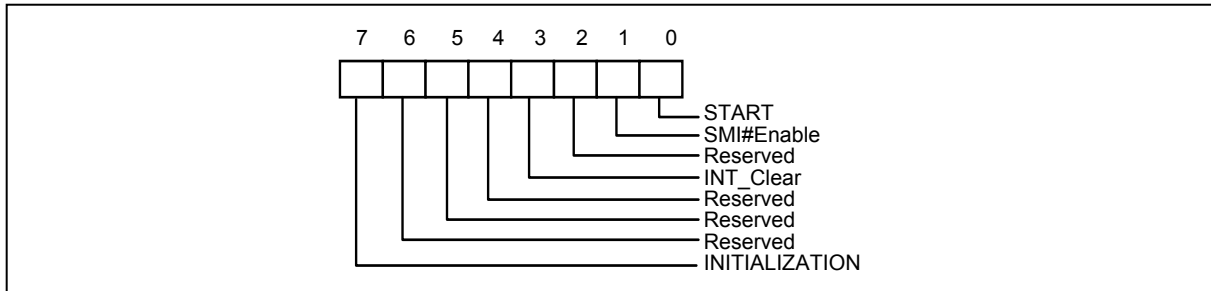 7 6 5 4 3 2 1 0
START
SMI#Enable
Reserved
INT_Clear
Reserved
Reserved
Reserved
INITIALIZATION